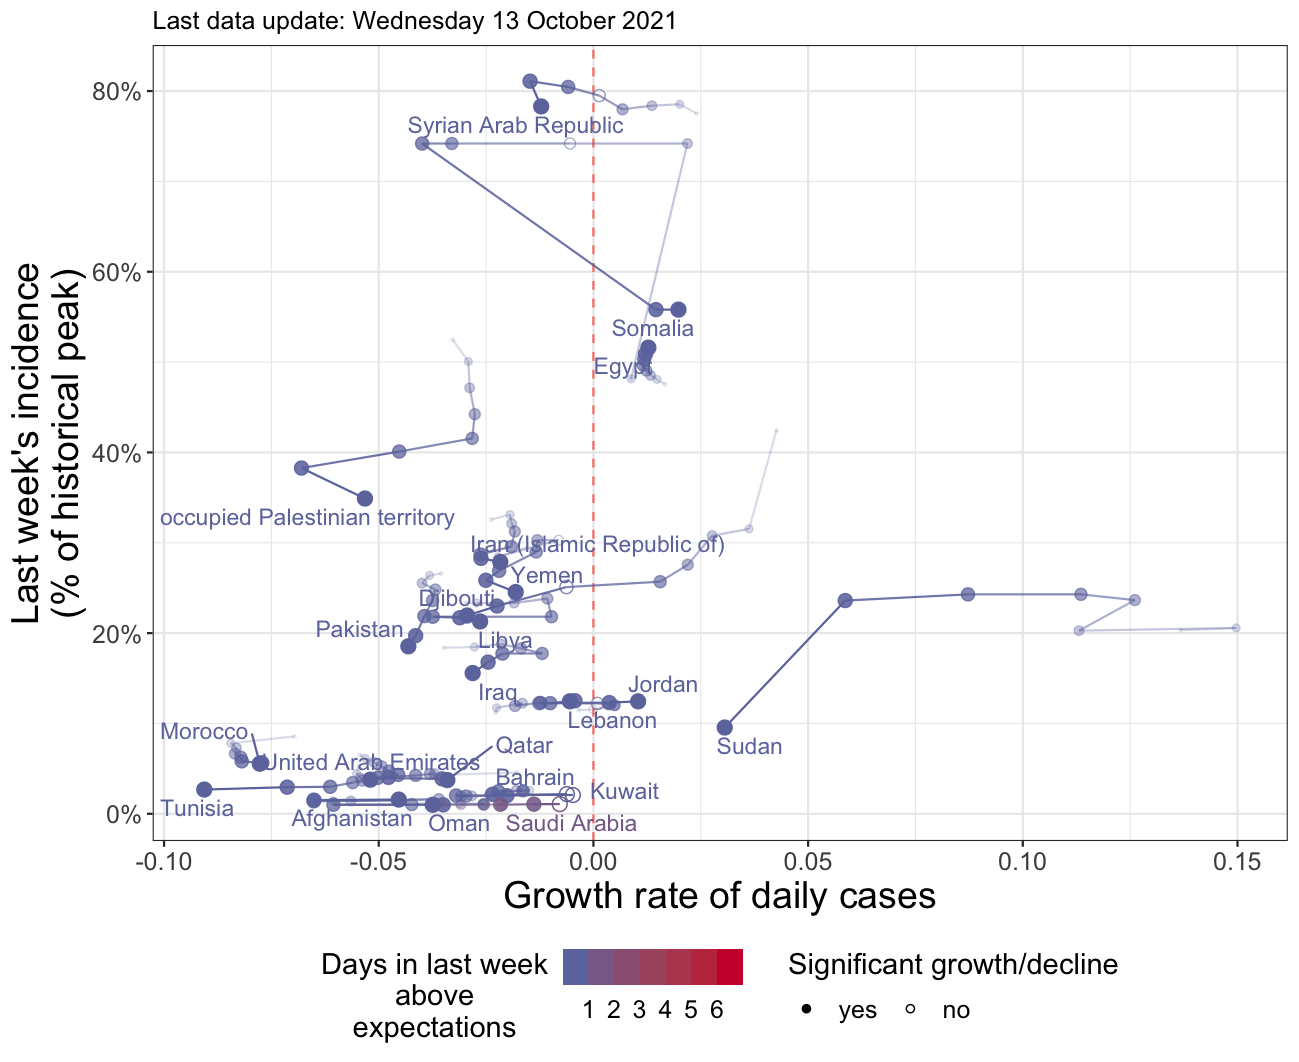 Last data update: Wednesday 13 October 2021
Last week's incidence
(% of historical peak)
80%
60%
40%
20%
0%
Syrian Arab Republic
Somalia
Egypt
occupied Palestinian territory
Iran (Islamic Republic of)
Yemen
Djibouti
Pakistan
Libya
Iraq
Jordan
Lebanon
Sudan
Morocco
United Arab Emirates
Qatar
Bahrain
Kuwait
Tunisia
Afghanistan
Oman
Saudi Arabia
-0.10 -0.05 0.00 0.05 0.10 0.15
Growth rate of daily cases
Days in last week
above
expectations
1 2 3 4 5 6
Significant growth/decline
yes no